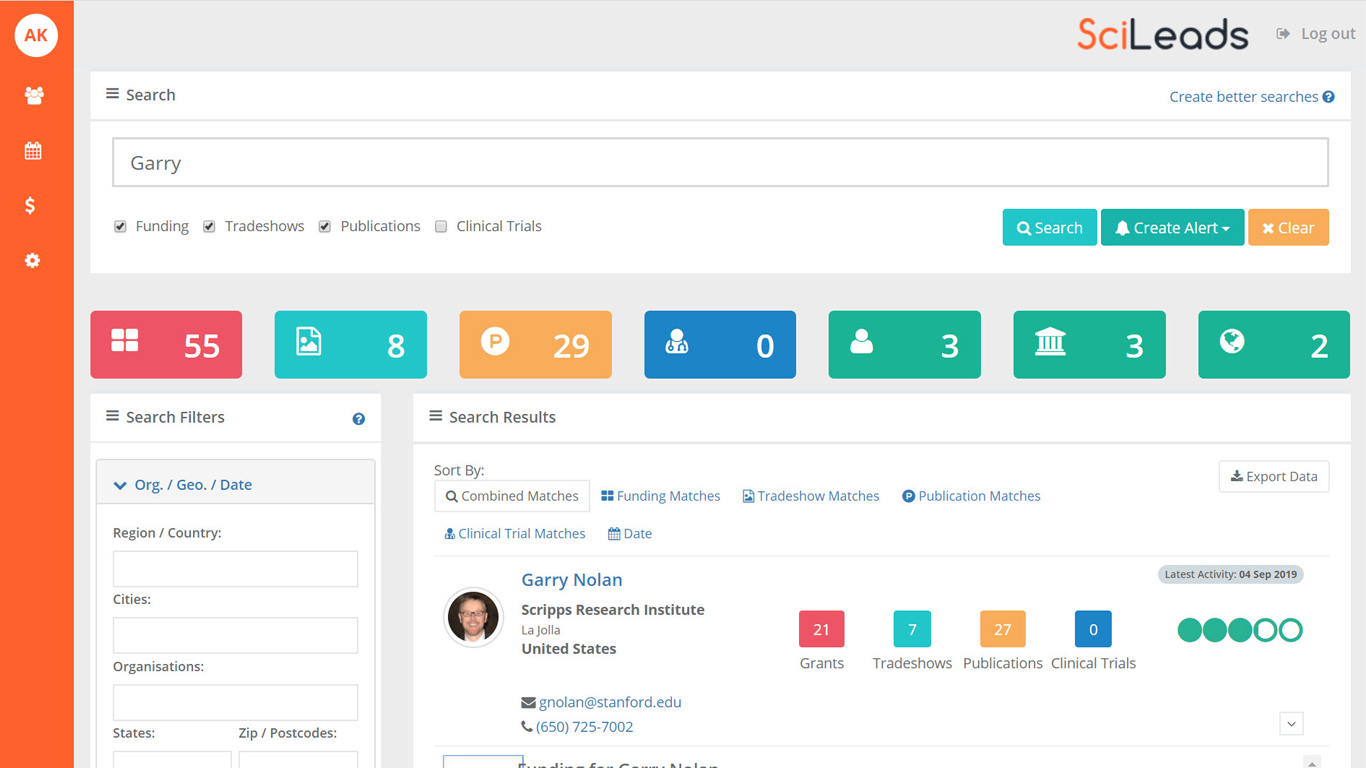 AK
SciLeads
Log out
Search
Create better searches
Garry
Funding Tradeshows Publications Clinical Trials
Search Create Alert Clear
55 8 P 29 0 3 3 2
Search Filters
Search Results
Org. / Geo. / Date
Region / Country:
Cities:
Organisations:
States: Zip / Postcodes:
Sort By:
Export Data
Combined Matches Funding Matches Tradeshow Matches P Publication Matches
Clinical Trial Matches Date
Garry Nolan
Latest Activity: 04 Sep 2019
Scripps Research Institute
La Jolla
United States
21 7 27 0
Grants Tradeshows Publications Clinical Trials
gnolan@stanford.edu
(650) 725-7002
Funding for Garry Nolan